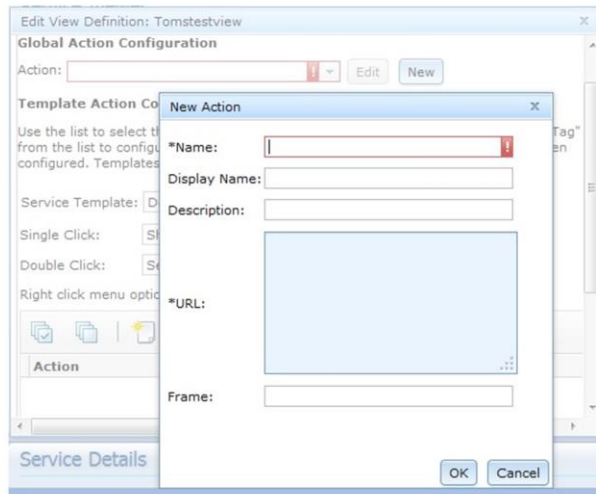 Edit View Definition: Tomstestview
Global Action Configuration
Action:
Edit
New
Template Action Co
Use the list to select th
Tag"
from the list to configu
en
configured. Templates
Service Template:
Single Click:
Double Click:
Right click menu optic
Action
New Action
*Name:
Display Name:
Description:
*URL:
Frame:
OK
Cancel
Service Details